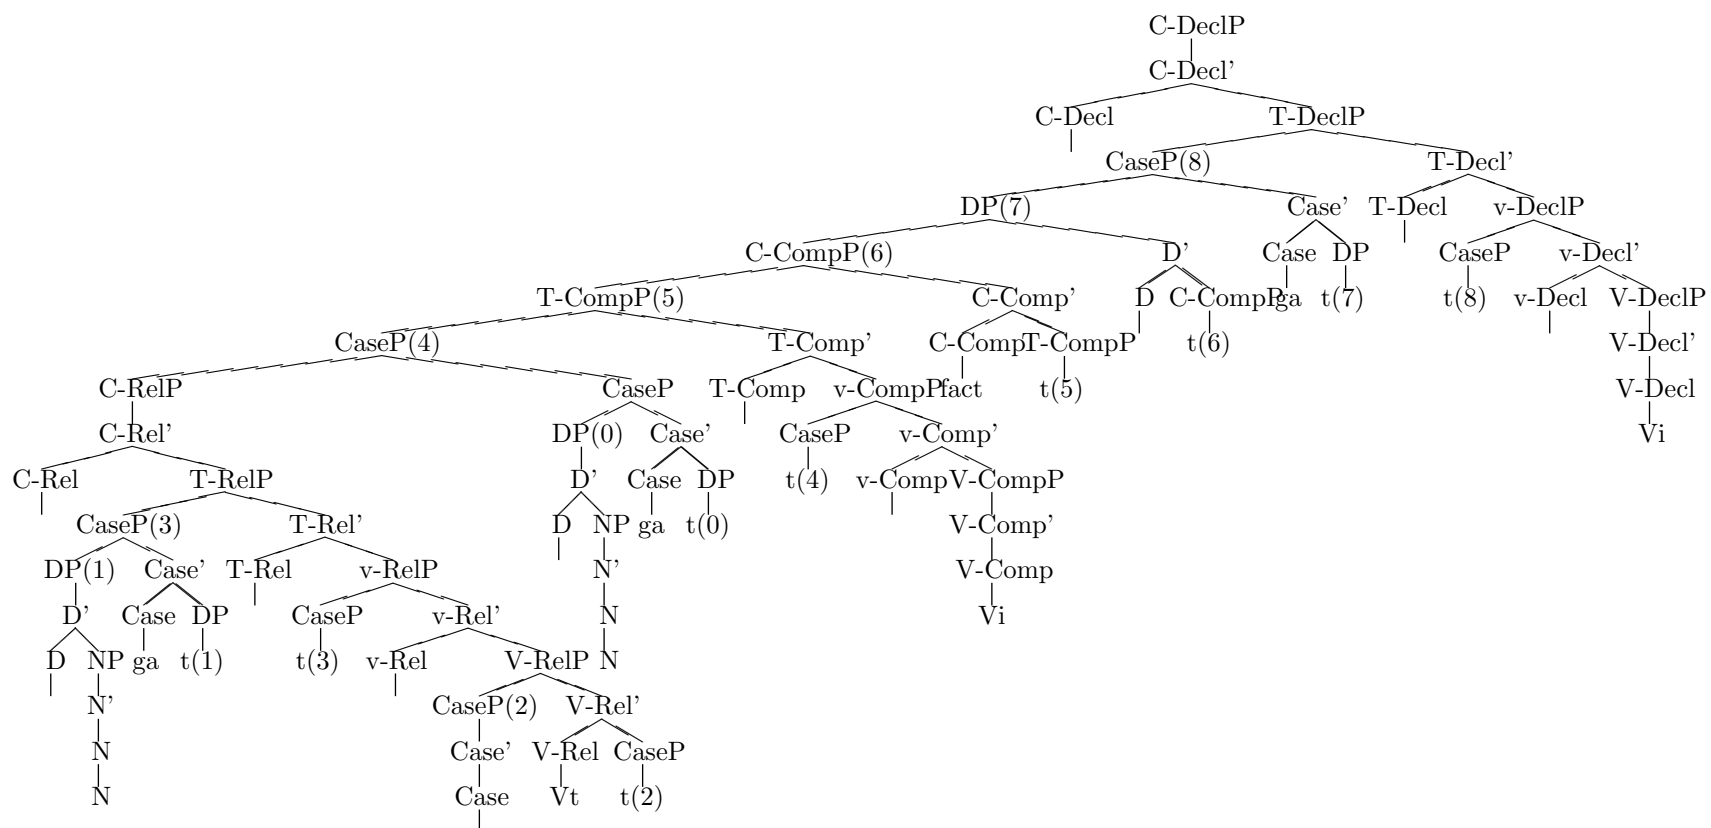 C-DeclP
C-Decl'
C-Decl T-DeclP
CaseP(8) T-Decl'
DP(7) Case' T-Decl v-DeclP
C-CompP(6) D' Case DP CaseP v-Decl'
T-CompP(5) C-Comp' D C-CompP ga t(7) t(8) v-Decl V-DeclP
CaseP(4) T-Comp' C-Comp T-CompP t(6) V-Decl'
C-RelP CaseP T-Comp v-CompP fact t(5) V-Decl
C-Rel' DP(0) Case' CaseP v-Comp' Vi
C-Rel T-RelP D' Case DP t(4) v-Comp V-CompP
CaseP(3) T-Rel' D NP ga t(0) V-Comp'
DP(1) Case' T-Rel v-RelP N' V-Comp
D' Case DP CaseP v-Rel' N Vi
D NP ga t(1) t(3) v-Rel V-RelP N
N' CaseP(2) V-Rel'
N Case' V-Rel CaseP
N Case Vt t(2)